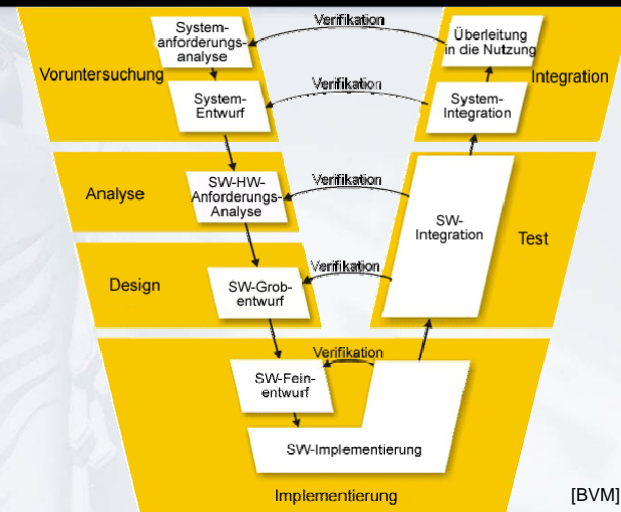 System-
anforderungs-
analyse
Verifikation
Überleitung
in die Nutzung
Voruntersuchung
Integration
System-
Entwurf
Verifikation
System-
Integration
Analyse
SW-HW-
Anforderungs-
Analyse
Verifikation
SW-
Integration
Test
Design
SW-Grob-
entwurf
Verifikation
SW-Fein-
entwurf
Verifikation
SW-Implementierung
Implementierung
[BVM]